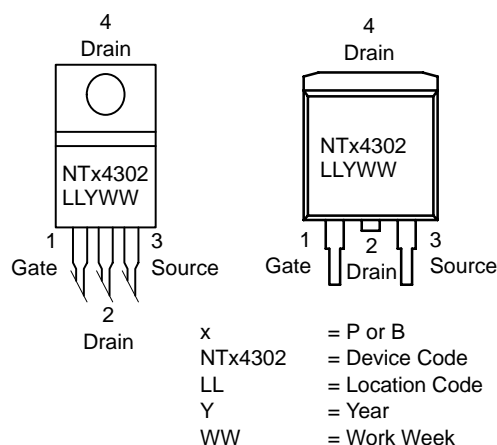 4
Drain
NTx4302
LLYWW
1
Gate
3
Source
2
Drain
4
Drain
NTx4302
LLYWW
1
Gate
2
Drain
3
Source
x = P or B
NTx4302 = Device Code
LL = Location Code
Y = Year
WW = Work Week